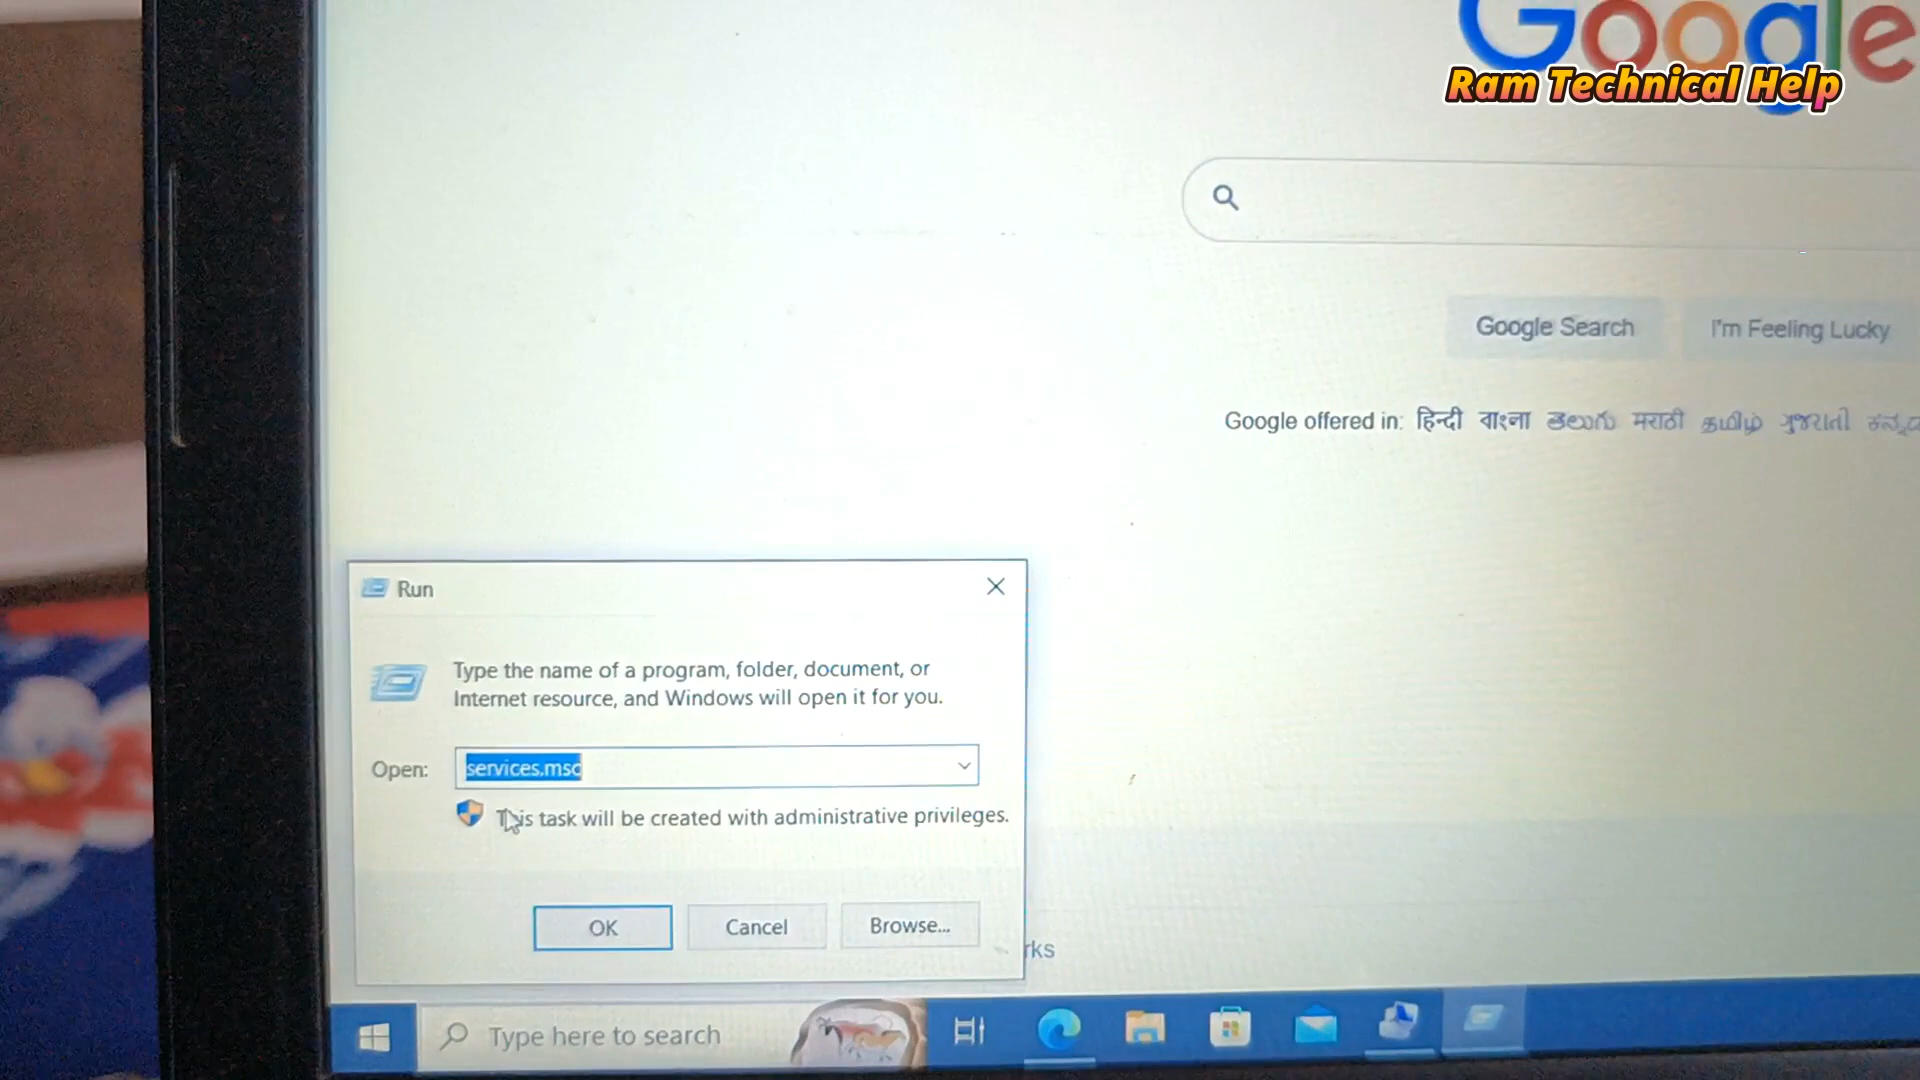 Google
Ram Technical Help
Google Search
I'm Feeling Lucky
Google offered in: हिन्दी বাংলা తెలుగు मराठी தமிழ் ગુજરાતી
Run
Type the name of a program, folder, document, or
Internet resource, and Windows will open it for you.
Open:
services.msc
This task will be created with administrative privileges.
OK
Cancel
Browse...
rks
Type here to search